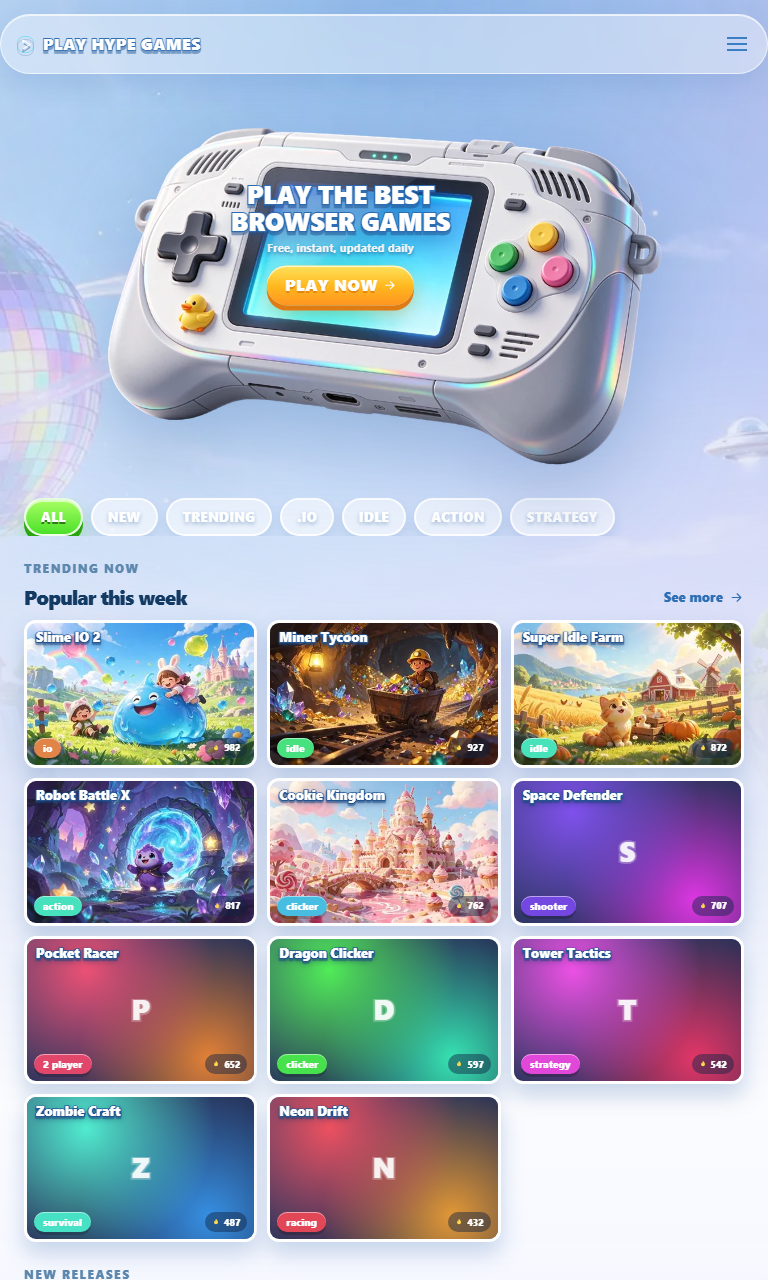 PLAY HYPE GAMES
PLAY THE BEST
BROWSER GAMES
Free, instant, updated daily
PLAY NOW →
ALL NEW TRENDING .IO IDLE ACTION STRATEGY
TRENDING NOW
Popular this week See more →
Slime IO 2
io 982
Miner Tycoon
idle 927
Super Idle Farm
idle 872
Robot Battle X
action 817
Cookie Kingdom
clicker 762
Space Defender
S
shooter 707
Pocket Racer
P
2 player 652
Dragon Clicker
D
clicker 597
Tower Tactics
T
strategy 542
Zombie Craft
Z
survival 487
Neon Drift
N
racing 432
NEW RELEASES